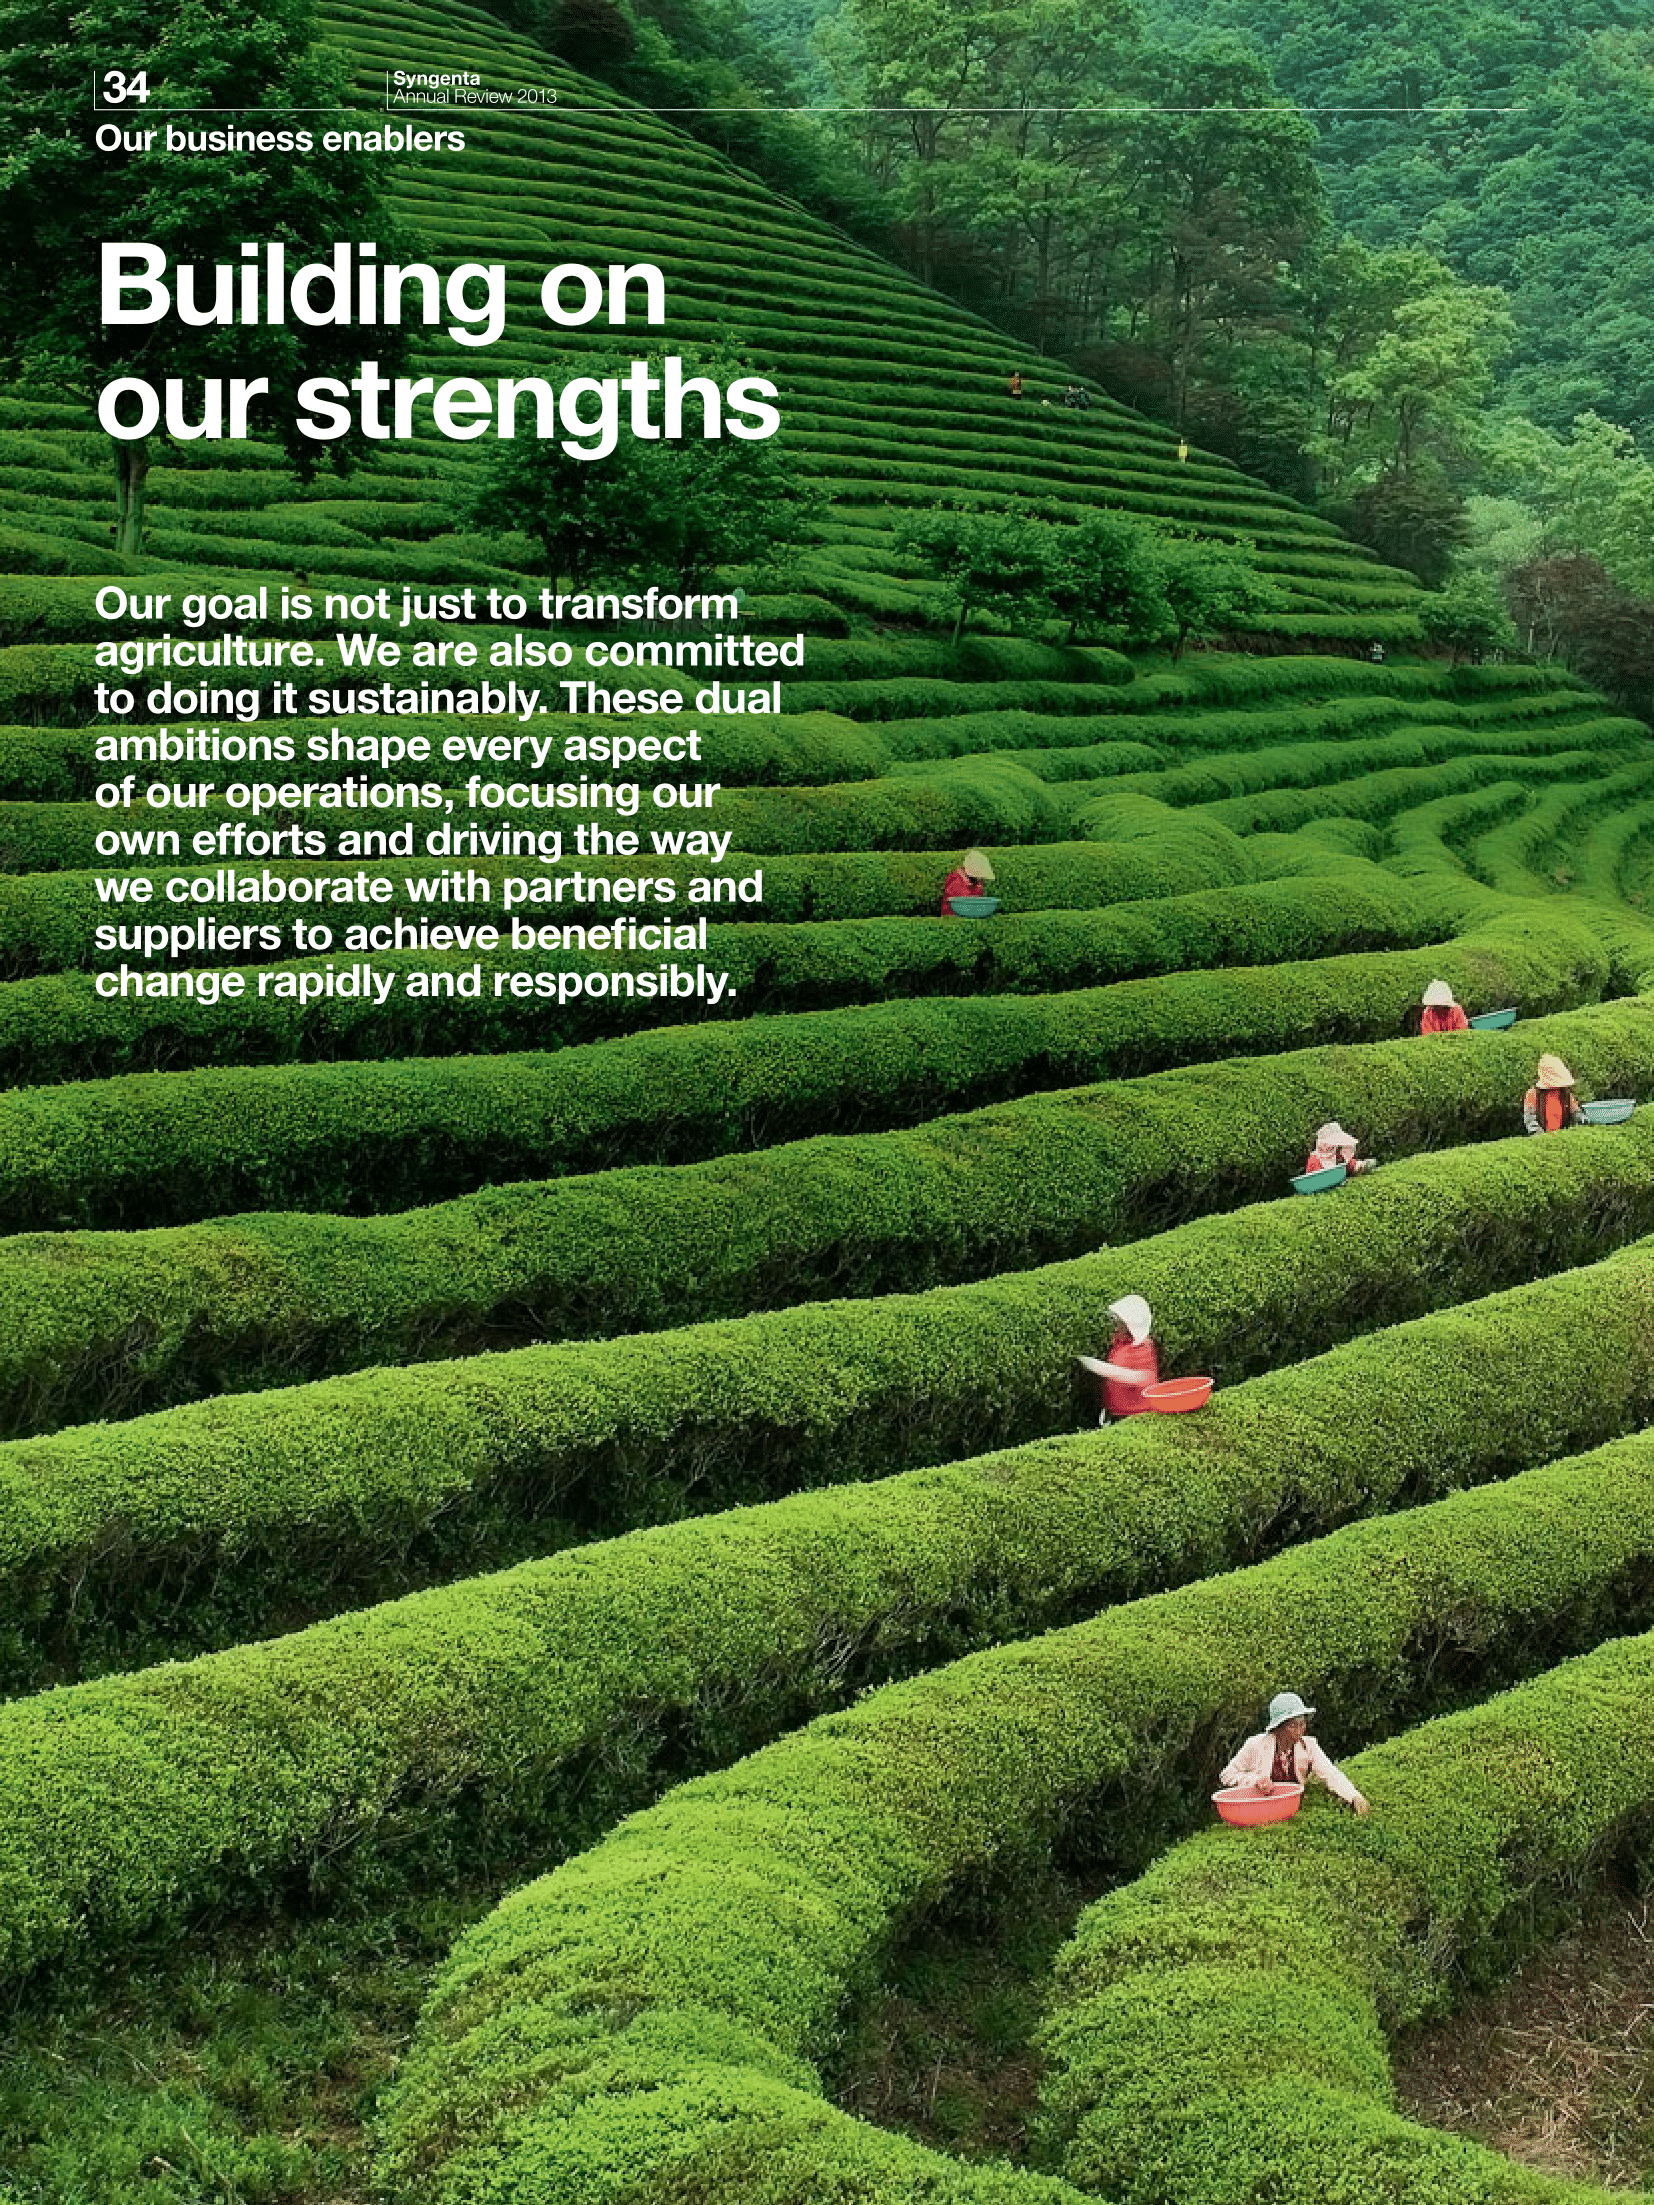 34
Syngenta
Annual Review 2013
Our business enablers
Building on
our strengths
Our goal is not just to transform
agriculture. We are also committed
to doing it sustainably. These dual
ambitions shape every aspect
of our operations, focusing our
own efforts and driving the way
we collaborate with partners and
suppliers to achieve beneficial
change rapidly and responsibly.